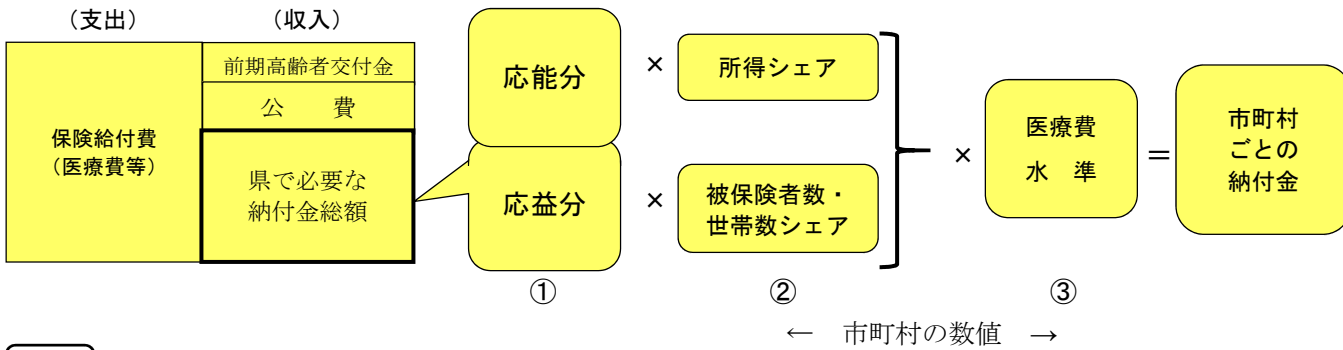 （支出）
（収入）
保険給付費
（医療費等）
前期高齢者交付金
公　　費
県で必要な
納付金総額
応能分
×
所得シェア
応益分
×
被保険者数・
世帯数シェア
×
医療費
水　準
＝
市町村
ごとの
納付金
①
②
③
←　市町村の数値　→